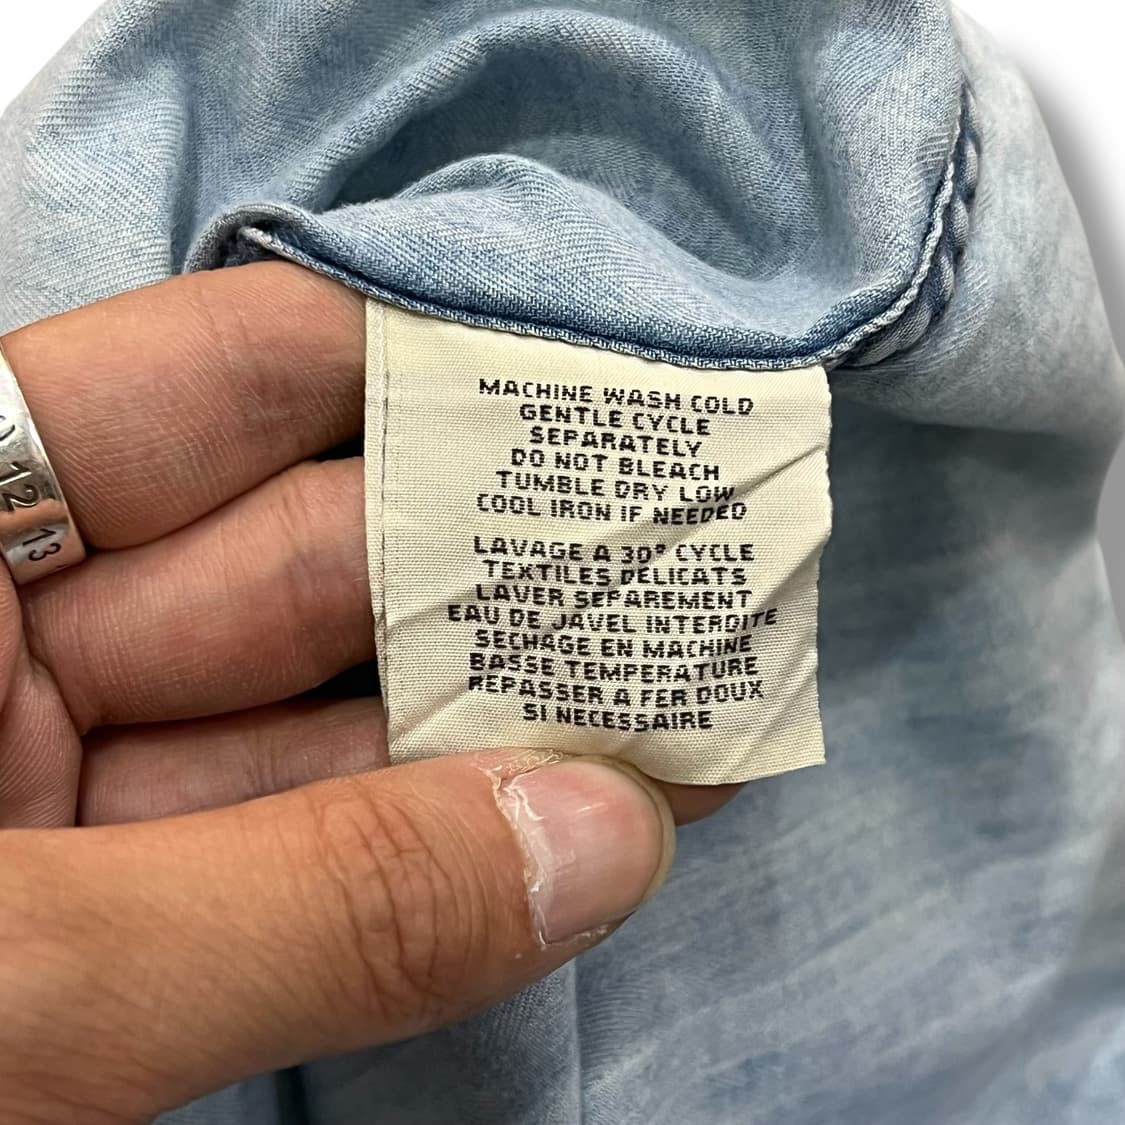 MACHINE WASH COLD
GENTLE CYCLE
SEPARATELY
DO NOT BLEACH
TUMBLE DRY LOW
COOL IRON IF NEEDED
LAVAGE A 30° CYCLE
TEXTILES DELICATS
LAVER SEPAREMENT
EAU DE JAVEL INTERDITE
SECHAGE EN MACHINE
BASSE TEMPERATURE
REPASSER A FER DOUX
SI NECESSAIRE
12 13